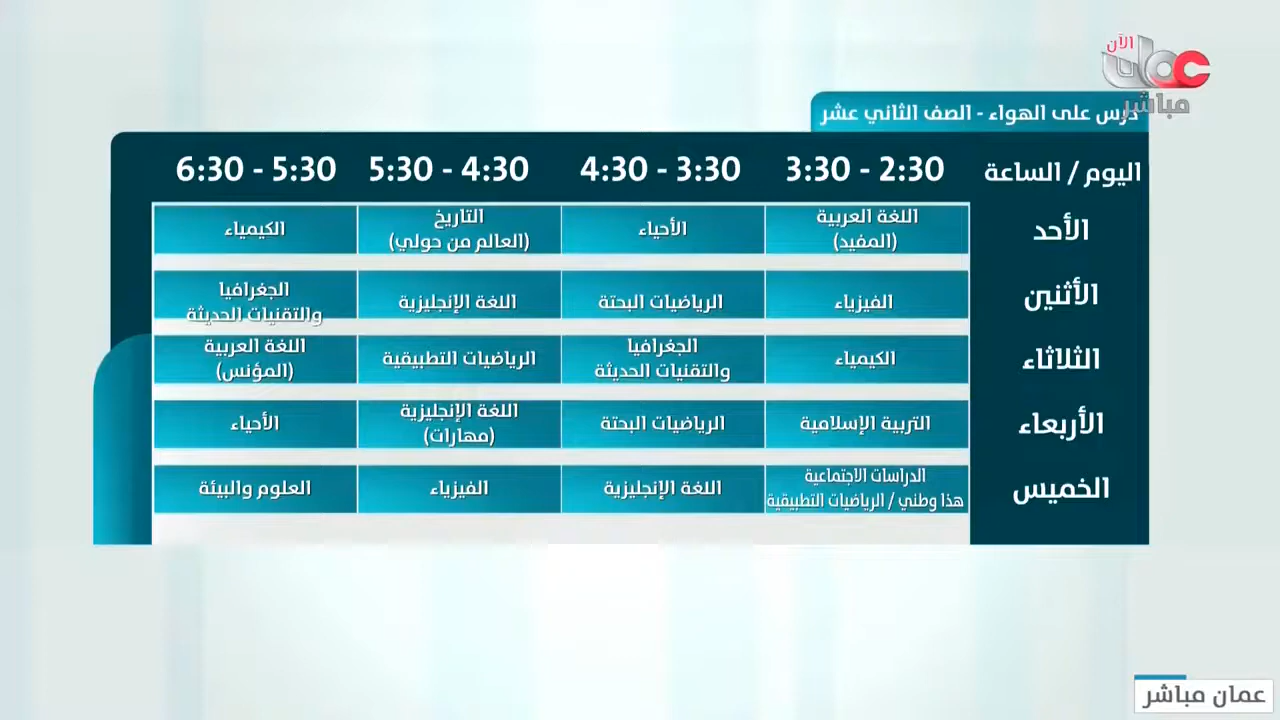 الآن
عمان
مباشر
درس على الهواء - الصف الثاني عشر
اليوم / الساعة
2:30 - 3:30
3:30 - 4:30
4:30 - 5:30
5:30 - 6:30
الأحد
اللغة العربية
(المفيد)
الأحياء
التاريخ
(العالم من حولي)
الكيمياء
الأثنين
الفيزياء
الرياضيات البحتة
اللغة الإنجليزية
الجغرافيا
والتقنيات الحديثة
الثلاثاء
الكيمياء
الجغرافيا
والتقنيات الحديثة
الرياضيات التطبيقية
اللغة العربية
(المؤنس)
الأربعاء
التربية الإسلامية
الرياضيات البحتة
اللغة الإنجليزية
(مهارات)
الأحياء
الخميس
الدراسات الاجتماعية
هذا وطني / الرياضيات التطبيقية
اللغة الإنجليزية
الفيزياء
العلوم والبيئة
عمان مباشر